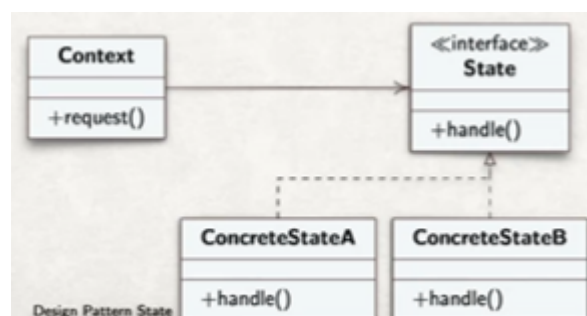 Context
+request()
≪interface≫
State
+handle()
ConcreteStateA
+handle()
ConcreteStateB
+handle()
Design Pattern State